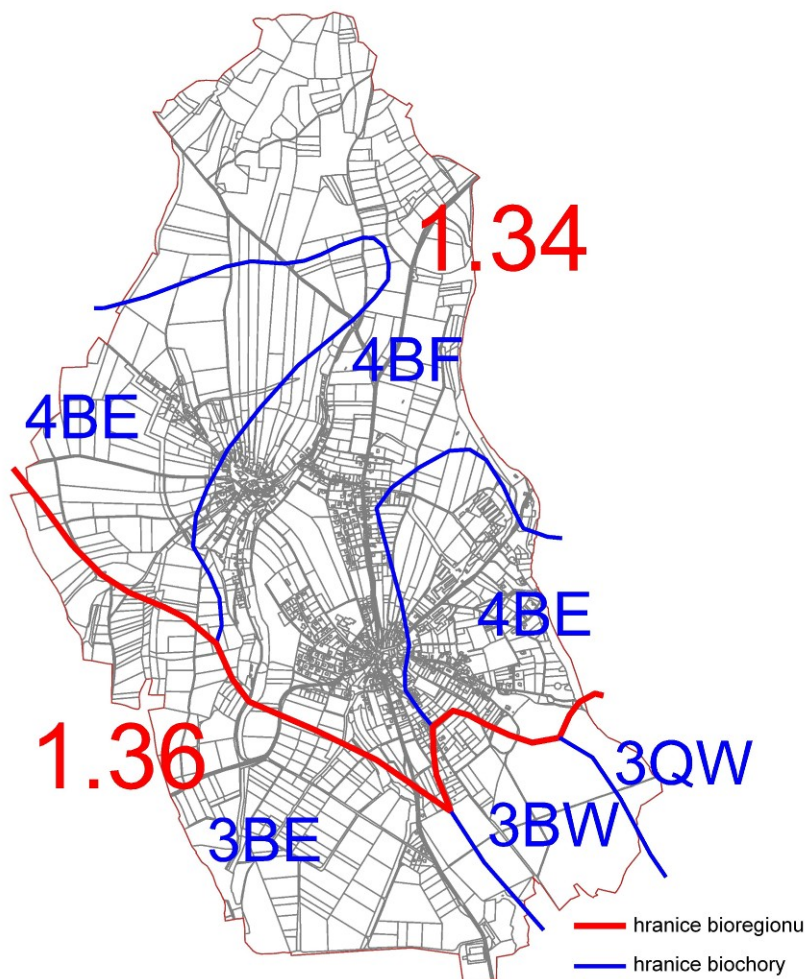 1.34
4BF
4BE
4BE
1.36
3QW
3BW
3BE
hranice bioregionu
hranice biochory